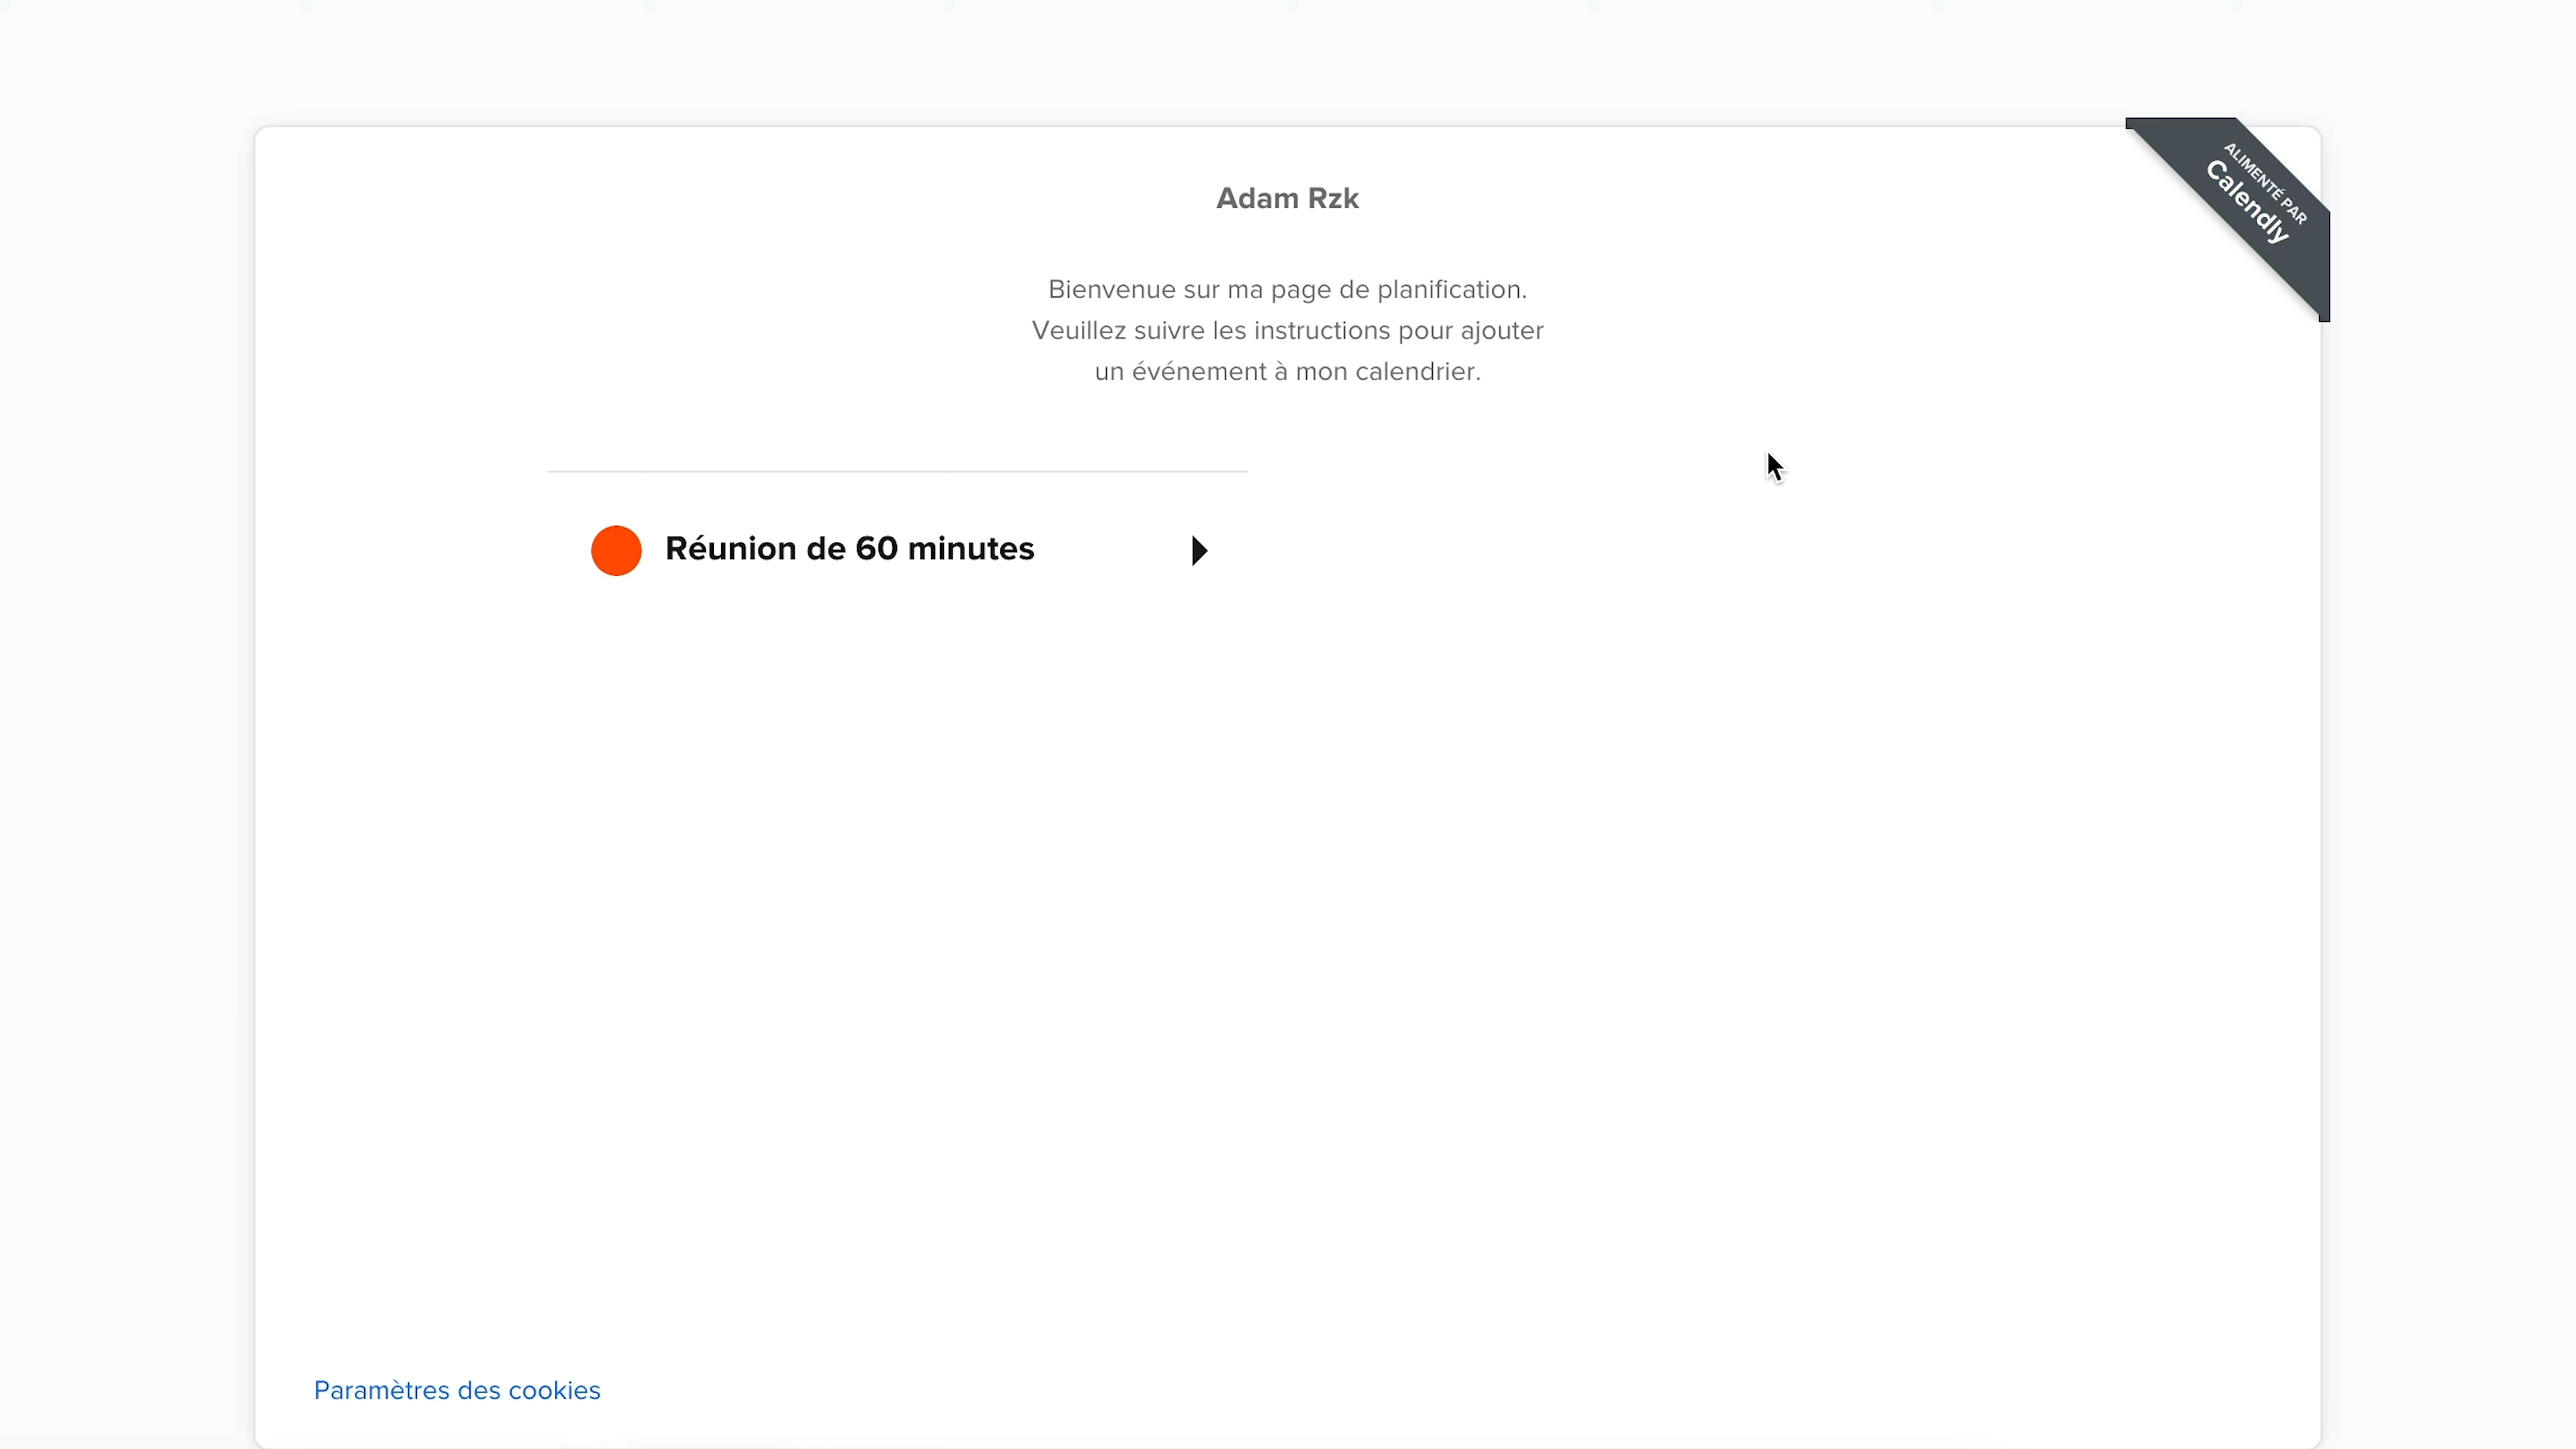 ALIMENTÉ PAR
Calendly
Adam Rzk
Bienvenue sur ma page de planification.
Veuillez suivre les instructions pour ajouter
un événement à mon calendrier.
Réunion de 60 minutes
Paramètres des cookies